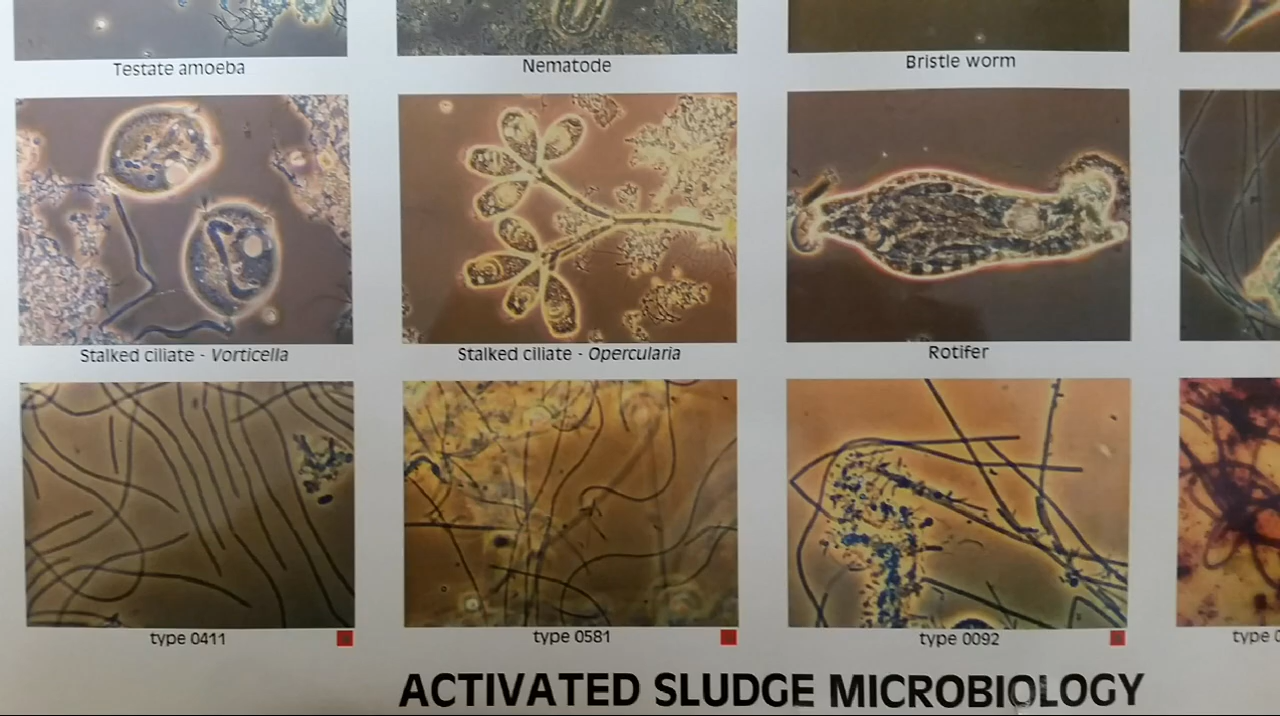 Testate amoeba
Nematode
Bristle worm
Stalked ciliate - Vorticella
Stalked ciliate - Opercularia
Rotifer
type 0411
type 0581
type 0092
type
ACTIVATED SLUDGE MICROBIOLOGY